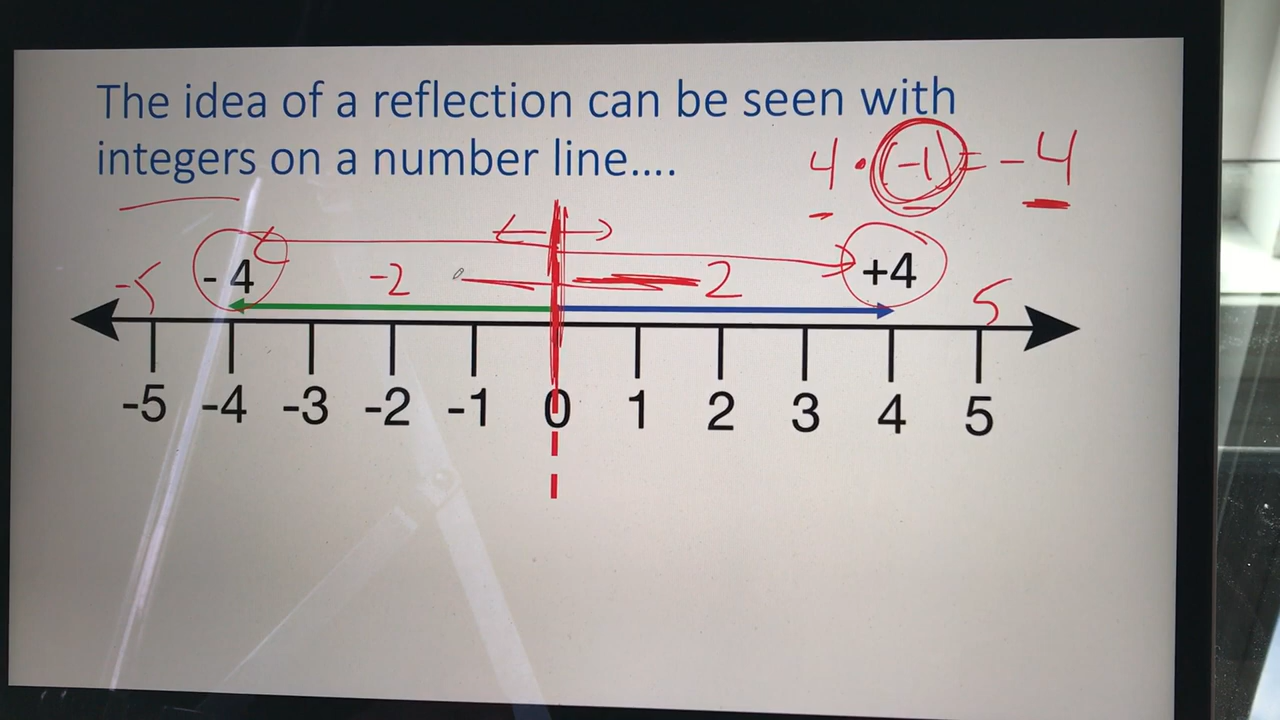 The idea of a reflection can be seen with
integers on a number line....
4 · (-1) = -4
-5 -4 -2 2 +4 5
-5 -4 -3 -2 -1 0 1 2 3 4 5